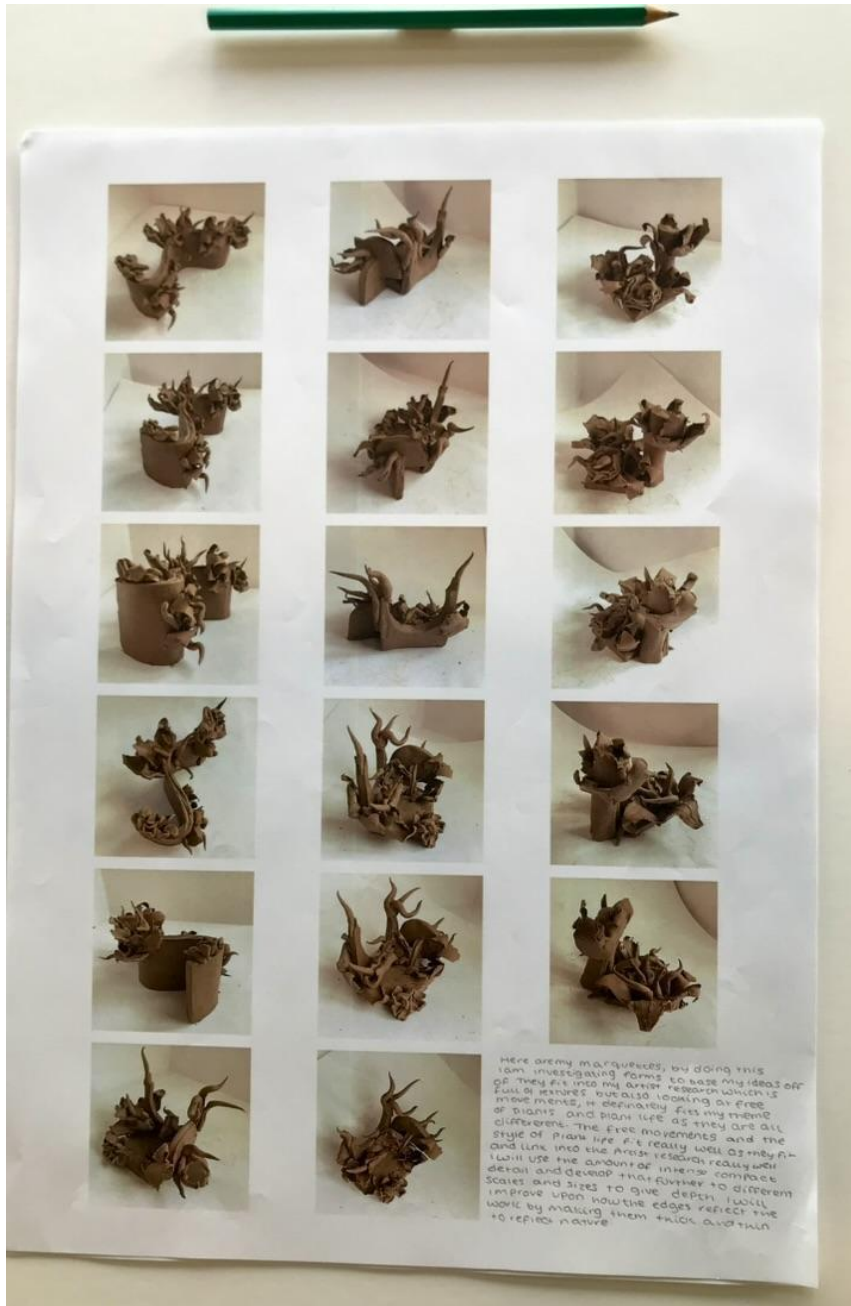 Here are my marquettes, by doing this
I am investigating forms to base my ideas off
of. They fit into my artist research which is
full of textures but also looking at free
movements, it definately fits my theme
of plants and plant life as they are all
differerent. The free movements and the
style of plant life fit really well as they fit
and link into the Artist research really well
I will use the amount of intense compact
detail and develop that further to different
scales and sizes to give depth. I will
improve upon how the edges reflect the
work by making them thick and thin
to reflect nature.